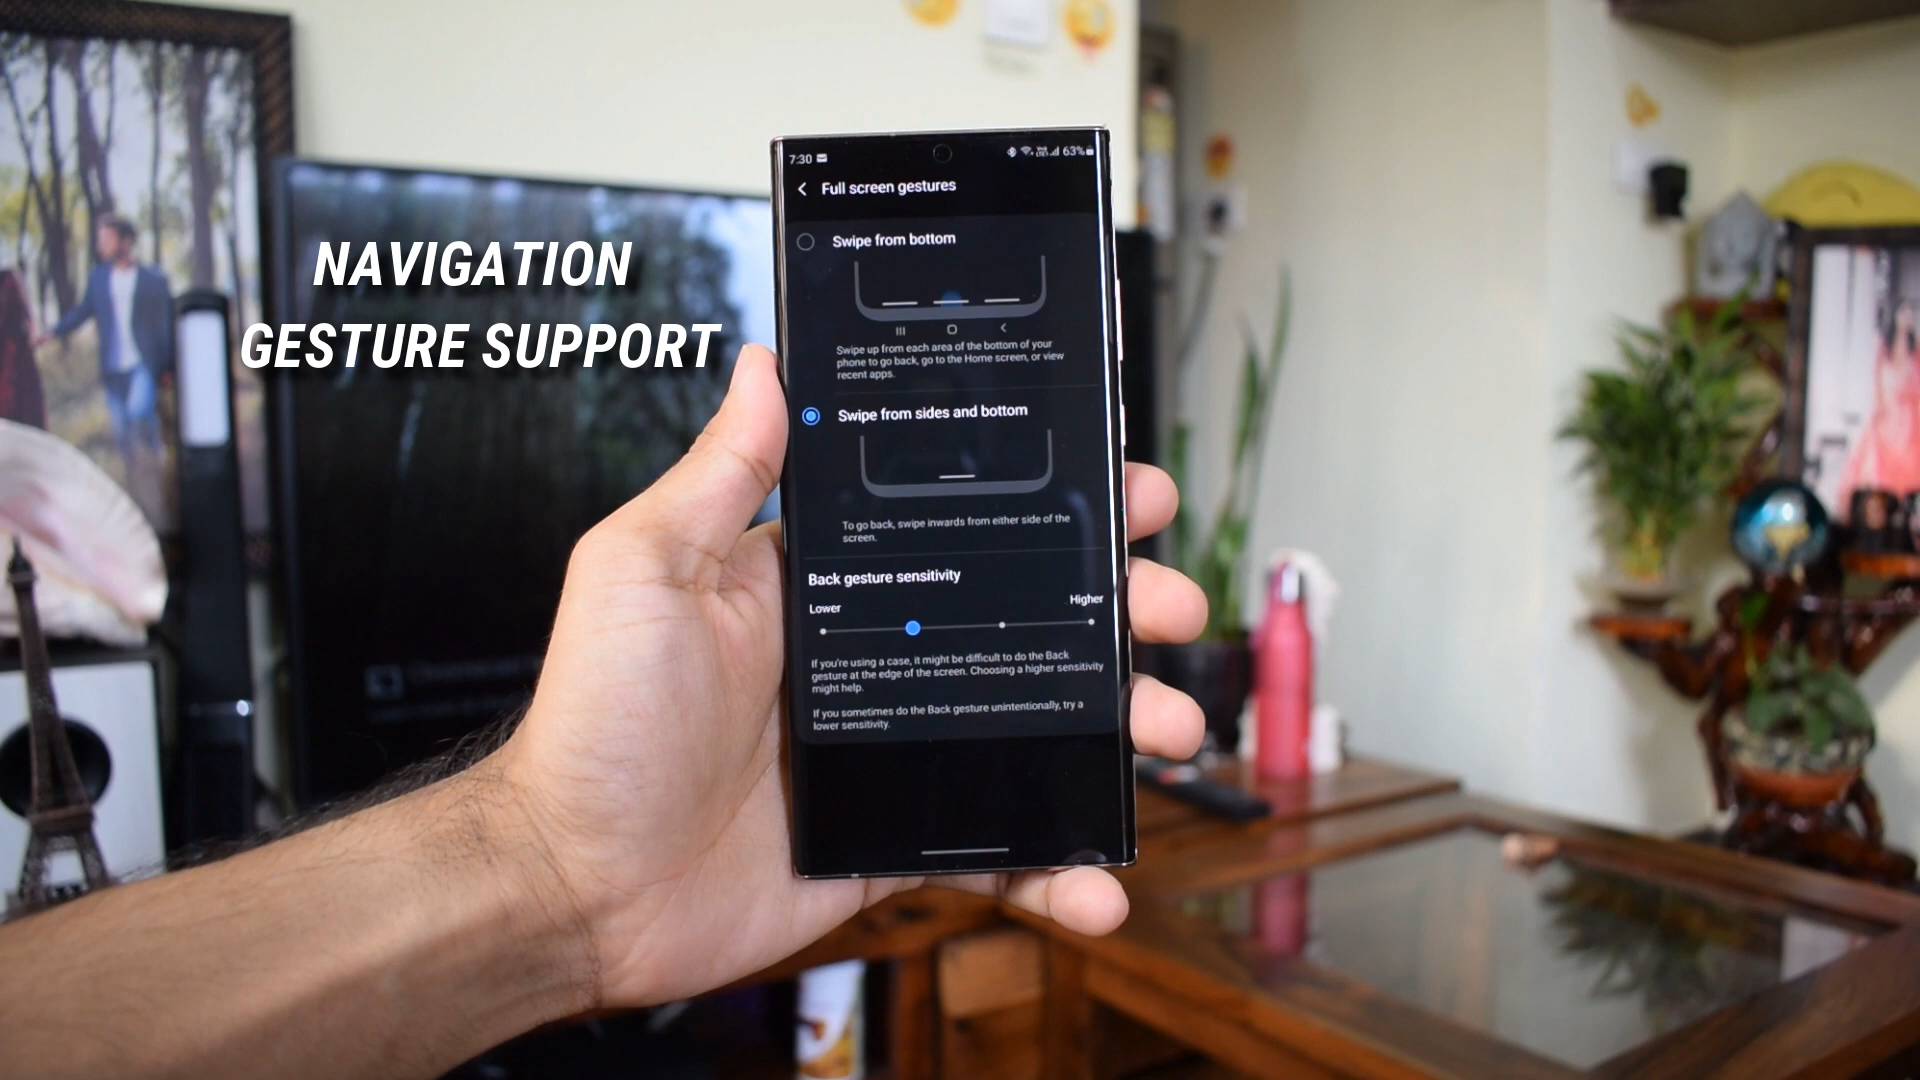 NAVIGATION
GESTURE SUPPORT
7:30
63%
Full screen gestures
Swipe from bottom
Swipe up from each area of the bottom of your
phone to go back, go to the Home screen, or view
recent apps.
Swipe from sides and bottom
To go back, swipe inwards from either side of the
screen.
Back gesture sensitivity
Lower
Higher
If you're using a case, it might be difficult to do the Back
gesture at the edge of the screen. Choosing a higher sensitivity
might help.
If you sometimes do the Back gesture unintentionally, try a
lower sensitivity.